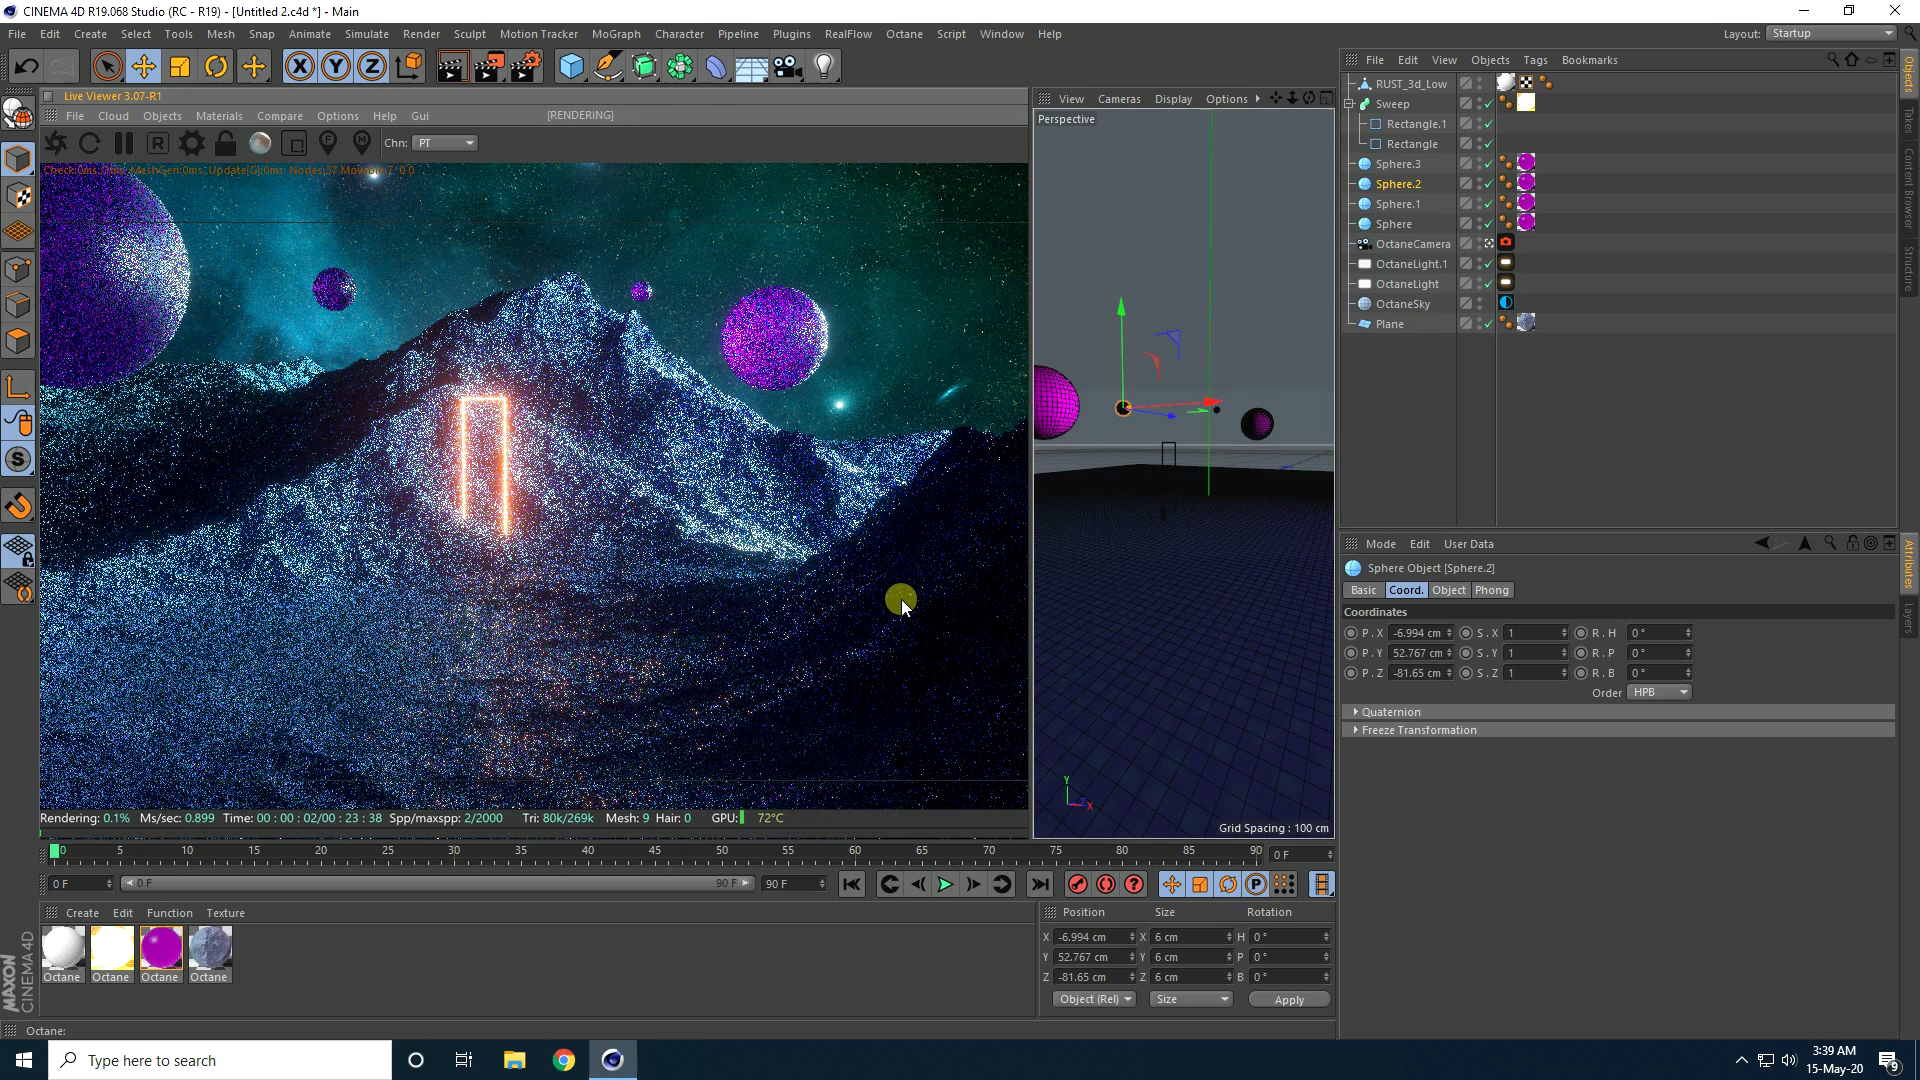 CINEMA 4D R19.068 Studio (RC - R19) - [Untitled 2.c4d *] - Main
File Edit Create Select Tools Mesh Snap Animate Simulate Render Sculpt Motion Tracker MoGraph Character Pipeline Plugins RealFlow Octane Script Window Help
Layout: Startup
X Y Z
Live Viewer 3.07-R1
File Cloud Objects Materials Compare Options Help Gui [RENDERING]
Chn: PT
View Cameras Display Options
Perspective
Grid Spacing : 100 cm
Rendering: 0.1% Ms/sec: 0.899 Time: 00 : 00 : 02/00 : 23 : 38 Spp/maxspp: 2/2000 Tri: 80k/269k Mesh: 9 Hair: 0 GPU: 72°C
0 5 10 15 20 25 30 35 40 45 50 55 60 65 70 75 80 85 90 0 F
0 F 0 F 90 F 90 F
Create Edit Function Texture
Octane Octane Octane Octane
MAXON CINEMA 4D
Position Size Rotation
X -6.994 cm X 6 cm H 0°
Y 52.767 cm Y 6 cm P 0°
Z -81.65 cm Z 6 cm B 0°
Object (Rel) Size Apply
Octane:
File Edit View Objects Tags Bookmarks
RUST_3d_Low
Sweep
Rectangle.1
Rectangle
Sphere.3
Sphere.2
Sphere.1
Sphere
OctaneCamera
OctaneLight.1
OctaneLight
OctaneSky
Plane
Objects
Takes
Content Browser
Structure
Mode Edit User Data
Sphere Object [Sphere.2]
Basic Coord. Object Phong
Coordinates
P . X -6.994 cm S . X 1 R . H 0°
P . Y 52.767 cm S . Y 1 R . P 0°
P . Z -81.65 cm S . Z 1 R . B 0°
Order HPB
Quaternion
Freeze Transformation
Attributes
Layers
Type here to search
3:39 AM
15-May-20
9